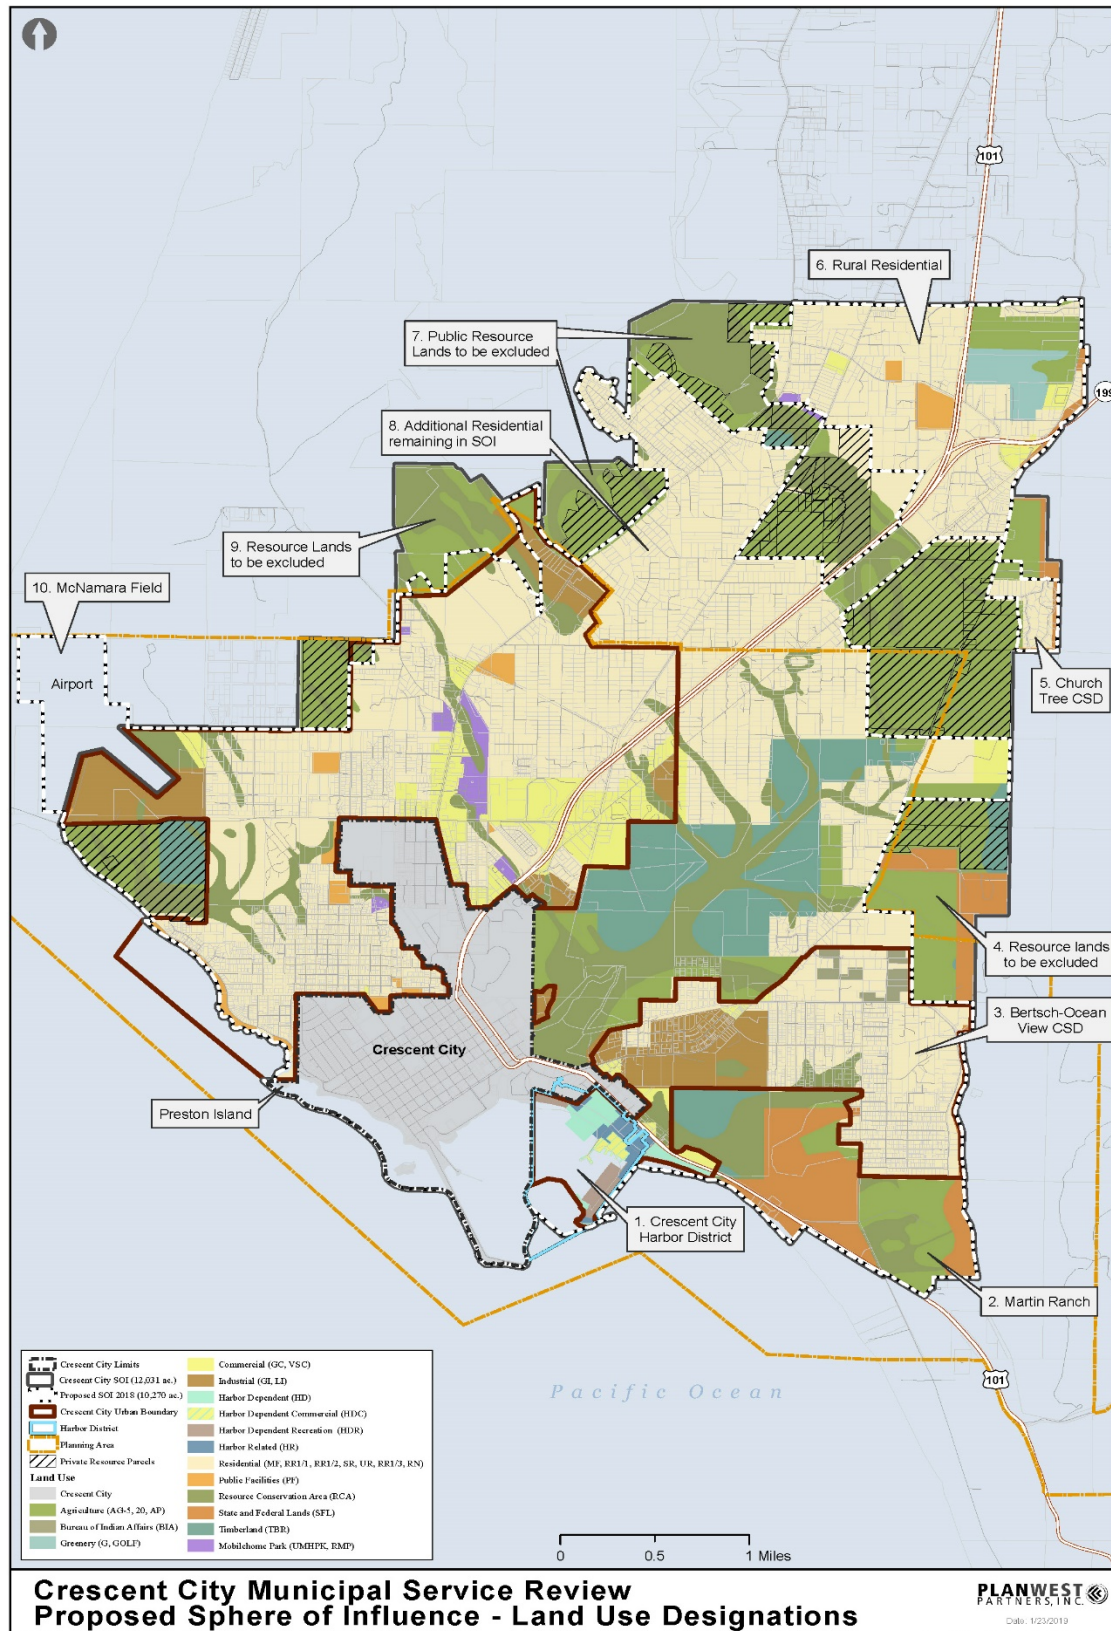 101
6. Rural Residential
7. Public Resource
Lands to be excluded
199
8. Additional Residential
remaining in SOI
9. Resource Lands
to be excluded
10. McNamara Field
Airport
5. Church
Tree CSD
4. Resource lands
to be excluded
3. Bertsch-Ocean
View CSD
Crescent City
Preston Island
1. Crescent City
Harbor District
2. Martin Ranch
101
Pacific Ocean
Crescent City Limits
Crescent City SOI (12,031 ac.)
Proposed SOI 2018 (10,270 ac.)
Crescent City Urban Boundary
Harbor District
Planning Area
Private Resource Parcels
Land Use
Crescent City
Agriculture (AG-5, 20, AP)
Bureau of Indian Affairs (BIA)
Greenery (G, GOLF)
Commercial (GC, VSC)
Industrial (GI, LI)
Harbor Dependent (HD)
Harbor Dependent Commercial (HDC)
Harbor Dependent Recreation (HDR)
Harbor Related (HR)
Residential (MF, RR1/1, RR1/2, SR, UR, RR1/3, RN)
Public Facilities (PF)
Resource Conservation Area (RCA)
State and Federal Lands (SFL)
Timberland (TBR)
Mobilehome Park (UMHPK, RMP)
0 0.5 1 Miles
Crescent City Municipal Service Review
Proposed Sphere of Influence - Land Use Designations
PLANWEST
PARTNERS, INC.
Date: 1/23/2019